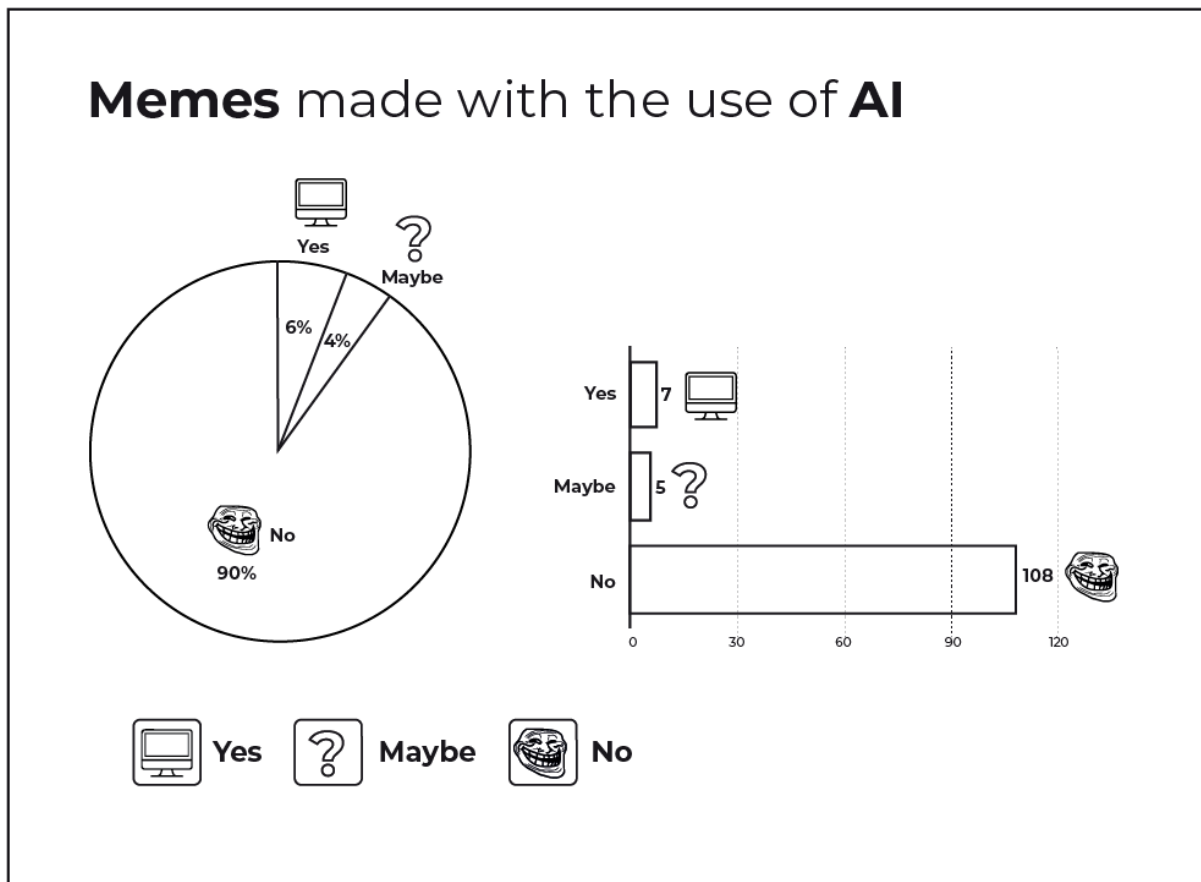 Memes made with the use of AI
Yes
?
Maybe
6%
4%
No
90%
Yes
7
Maybe
5
?
No
108
0 30 60 90 120
Yes ? Maybe No